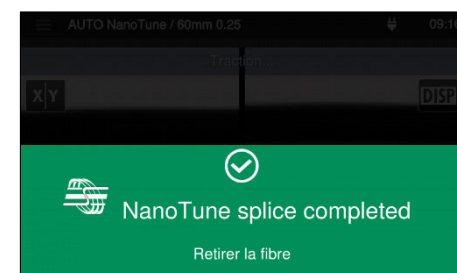 AUTO NanoTune / 60mm 0.25
Traction...
X Y
DISP
NanoTune splice completed
Retirer la fibre